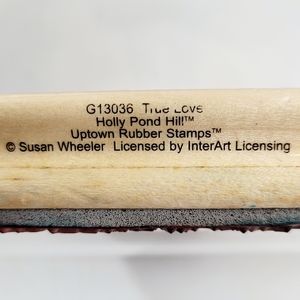 G13036 True Love
Holly Pond Hill™
Uptown Rubber Stamps™
© Susan Wheeler Licensed by InterArt Licensing